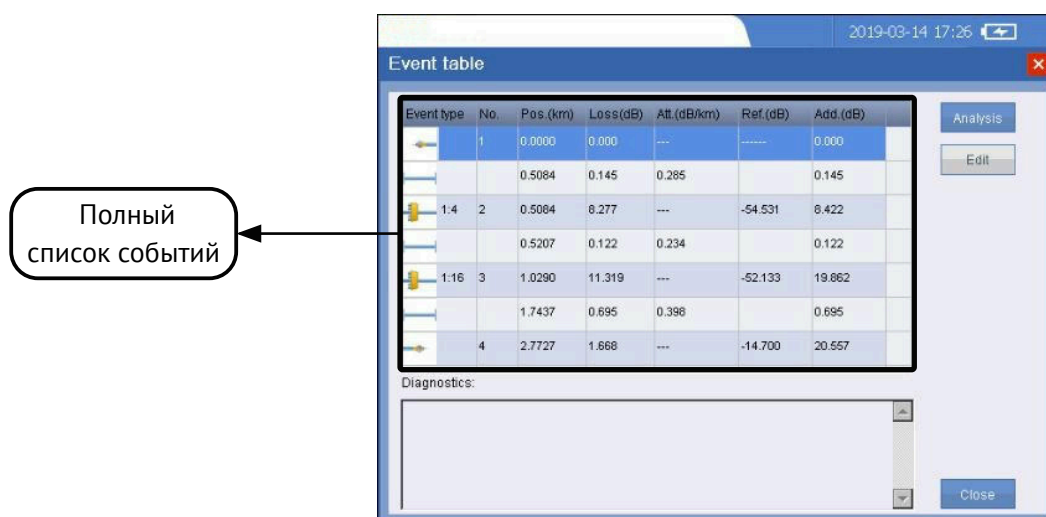 2019-03-14 17:26
Event table
Event type No. Pos.(km) Loss(dB) Att.(dB/km) Ref.(dB) Add.(dB)
1 0.0000 0.000 --- ------ 0.000
0.5084 0.145 0.285 0.145
1:4 2 0.5084 8.277 --- -54.531 8.422
0.5207 0.122 0.234 0.122
1:16 3 1.0290 11.319 --- -52.133 19.862
1.7437 0.695 0.398 0.695
4 2.7727 1.668 --- -14.700 20.557
Analysis
Edit
Полный
список событий
Diagnostics:
Close